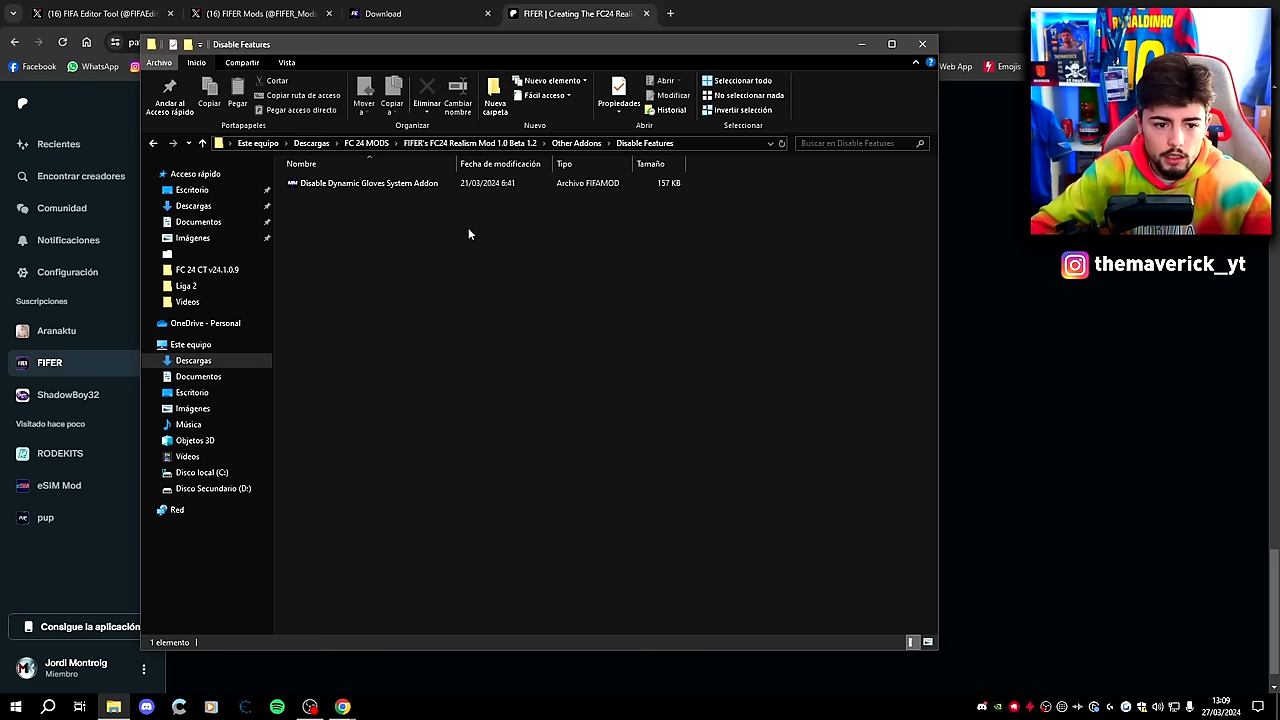 (16) FIFA Editor Tool (@FIFAEdi
(16) FIFER Mods (@FIFER_Mod
FIFER | Creating The FC24 Reali
Facebook
WhatsApp
Web App
Emojis
Disable Features
Archivo
Inicio
Compartir
Vista
Anclar al
Acceso rápido
Copiar
Pegar
Cortar
Copiar ruta de acceso
Pegar acceso directo
Portapapeles
Mover
Copiar
Eliminar
Cambiar
nombre
Organizar
Nueva
carpeta
Nuevo elemento
Fácil acceso
Nuevo
Propiedades
Abrir
Modificar
Historial
Abrir
Seleccionar todo
No seleccionar nada
Invertir selección
Seleccionar
Este equipo
Descargas
FC 24 MODS
FIFER's FC24 Realism Mod 1.0 Beta 1.2
Disable Features
Buscar en Disable Features
Nombre
Fecha de modificación
Tipo
Tamaño
Disable Dynamic Gloves System Addon
21/03/2024 6:41
Archivo FIFAMOD
157 KB
Acceso rápido
Escritorio
Descargas
Documentos
Imágenes
FC 24 CT v24.1.0.9
Liga 2
Videos
OneDrive - Personal
Este equipo
Descargas
Documentos
Escritorio
Imágenes
Música
Objetos 3D
Vídeos
Disco local (C:)
Disco Secundario (D:)
Red
1 elemento
Recientes
Encontrar creadores
Comunidad
Notificaciones
Configuración
Suscripciones
Aranaktu
FIFER
ShadowBoy32
Visitado hace poco
RODEKITS
eSIM Mod
pup
Consigue la aplicación
Jordi Montroig
Miembro
themaverick_yt
13:09
27/03/2024